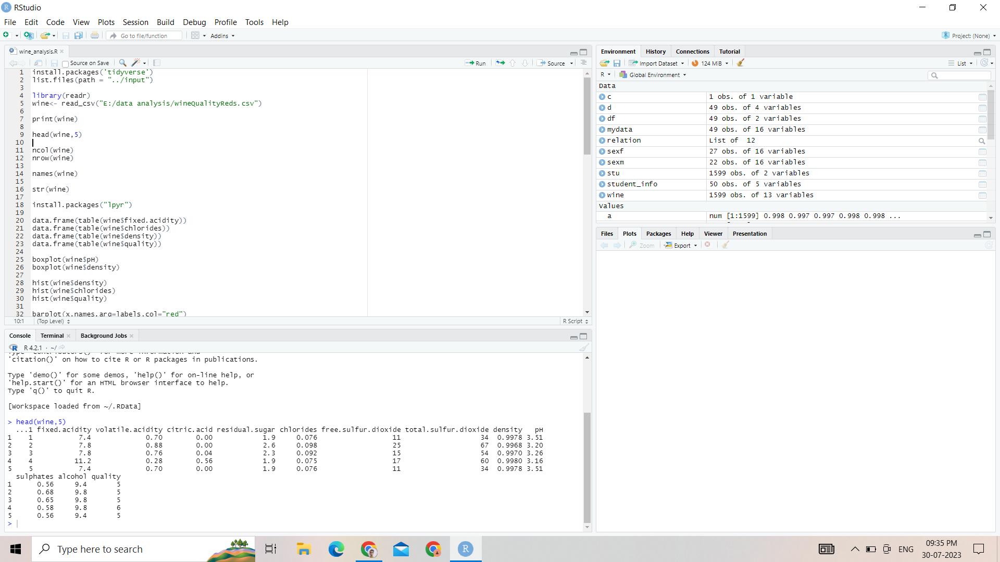 RStudio
File Edit Code View Plots Session Build Debug Profile Tools Help
Go to file/function Addins Project: (None)
wine_analysis.R
Source on Save Run Source
1 install.packages('tidyverse')
2 list.files(path = "../input")
3
4 library(readr)
5 wine<- read_csv("E:/data analysis/wineQualityReds.csv")
6
7 print(wine)
8
9 head(wine,5)
10
11 ncol(wine)
12 nrow(wine)
13
14 names(wine)
15
16 str(wine)
17
18 install.packages("lpyr")
19
20 data.frame(table(wine$fixed.acidity))
21 data.frame(table(wine$chlorides))
22 data.frame(table(wine$density))
23 data.frame(table(wine$quality))
24
25 boxplot(wine$pH)
26 boxplot(wine$density)
27
28 hist(wine$density)
29 hist(wine$chlorides)
30 hist(wine$quality)
31
32 barplot(x,names.arg=labels,col="red")
10:1 (Top Level) R Script
Console Terminal Background Jobs
R 4.2.1 · ~/
Type 'contributors()' for more information and
'citation()' on how to cite R or R packages in publications.
Type 'demo()' for some demos, 'help()' for on-line help, or
'help.start()' for an HTML browser interface to help.
Type 'q()' to quit R.
[Workspace loaded from ~/.RData]
> head(wine,5)
...1 fixed.acidity volatile.acidity citric.acid residual.sugar chlorides free.sulfur.dioxide total.sulfur.dioxide density pH
1 1 7.4 0.70 0.00 1.9 0.076 11 34 0.9978 3.51
2 2 7.8 0.88 0.00 2.6 0.098 25 67 0.9968 3.20
3 3 7.8 0.76 0.04 2.3 0.092 15 54 0.9970 3.26
4 4 11.2 0.28 0.56 1.9 0.075 17 60 0.9980 3.16
5 5 7.4 0.70 0.00 1.9 0.076 11 34 0.9978 3.51
sulphates alcohol quality
1 0.56 9.4 5
2 0.68 9.8 5
3 0.65 9.8 5
4 0.58 9.8 6
5 0.56 9.4 5
>
Environment History Connections Tutorial
Import Dataset 124 MiB List
R Global Environment
Data
c 1 obs. of 1 variable
d 49 obs. of 4 variables
df 49 obs. of 2 variables
mydata 49 obs. of 16 variables
relation List of 12
sexf 27 obs. of 16 variables
sexm 22 obs. of 16 variables
stu 1599 obs. of 2 variables
student_info 50 obs. of 5 variables
wine 1599 obs. of 13 variables
Values
a num [1:1599] 0.998 0.997 0.997 0.998 0.998 ...
Files Plots Packages Help Viewer Presentation
Zoom Export
Type here to search
ENG
09:35 PM
30-07-2023